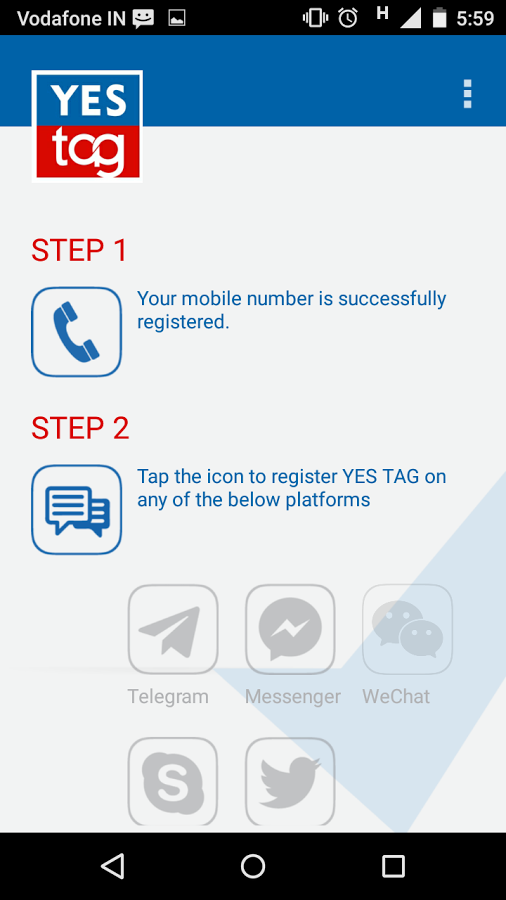 Vodafone IN
H
5:59
YES
tag
STEP 1
Your mobile number is successfully
registered.
STEP 2
Tap the icon to register YES TAG on
any of the below platforms
Telegram Messenger WeChat